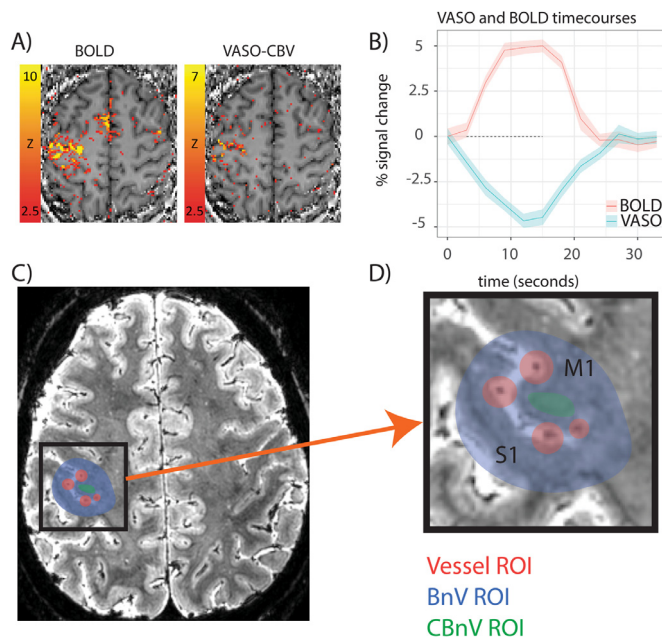 A)
BOLD
VASO-CBV
10
Z
2.5
7
Z
2.5
B)
VASO and BOLD timecourses
% signal change
5
2.5
0
-2.5
-5
BOLD
VASO
0
10
20
30
time (seconds)
C)
D)
M1
S1
Vessel ROI
BnV ROI
CBnV ROI